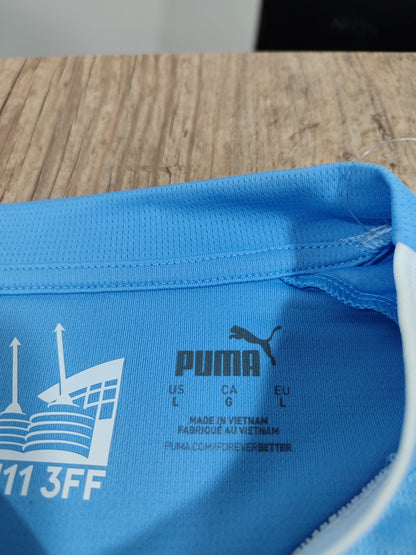 PUMA
US CA EU
L G L
MADE IN VIETNAM
FABRIQUÉ AU VIETNAM
PUMA.COM/FOREVERBETTER
11 3FF